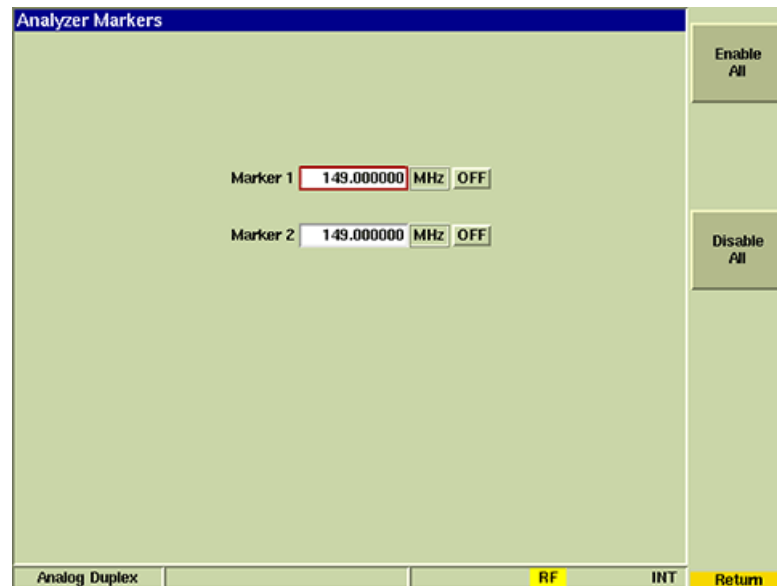 Analyzer Markers
Enable
All
Marker 1 149.000000 MHz OFF
Marker 2 149.000000 MHz OFF
Disable
All
Analog Duplex RF INT Return